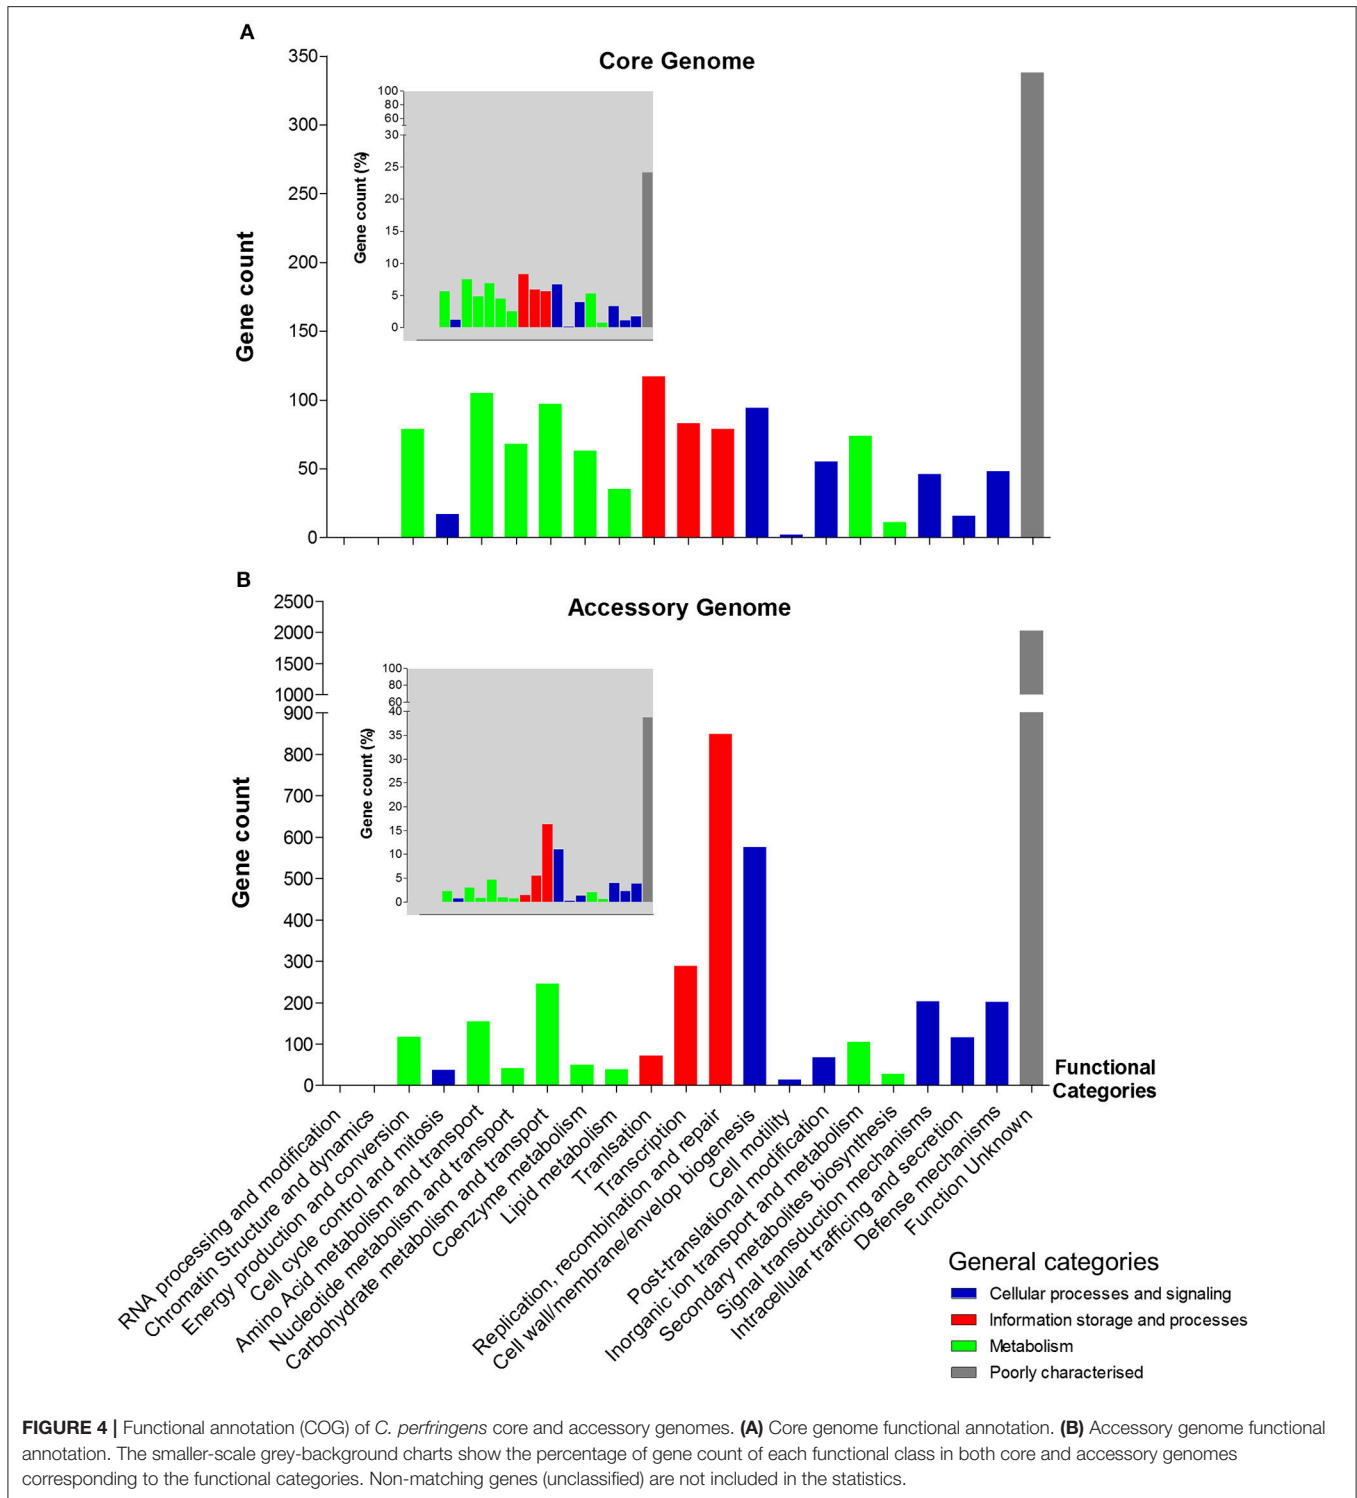 A
Core Genome
350
300
250
200
150
100
50
0
Gene count
100
80
60
30
25
20
15
10
5
0
Gene count (%)
B
Accessory Genome
2500
2000
1500
1000
900
800
700
600
500
400
300
200
100
0
Gene count
100
80
60
40
35
30
25
20
15
10
5
0
Gene count (%)
Functional
Categories
RNA processing and modification
Chromatin Structure and dynamics
Energy production and conversion
Cell cycle control and mitosis
Amino Acid metabolism and transport
Nucleotide metabolism and transport
Carbohydrate metabolism and transport
Coenzyme metabolism
Lipid metabolism
Tranlsation
Transcription
Replication, recombination and repair
Cell wall/membrane/envelop biogenesis
Cell motility
Post-translational modification
Inorganic ion transport and metabolism
Secondary metabolites biosynthesis
Signal transduction mechanisms
Intracellular trafficing and secretion
Defense mechanisms
Function Unknown
General categories
Cellular processes and signaling
Information storage and processes
Metabolism
Poorly characterised
FIGURE 4 | Functional annotation (COG) of C. perfringens core and accessory genomes. (A) Core genome functional annotation. (B) Accessory genome functional
annotation. The smaller-scale grey-background charts show the percentage of gene count of each functional class in both core and accessory genomes
corresponding to the functional categories. Non-matching genes (unclassified) are not included in the statistics.